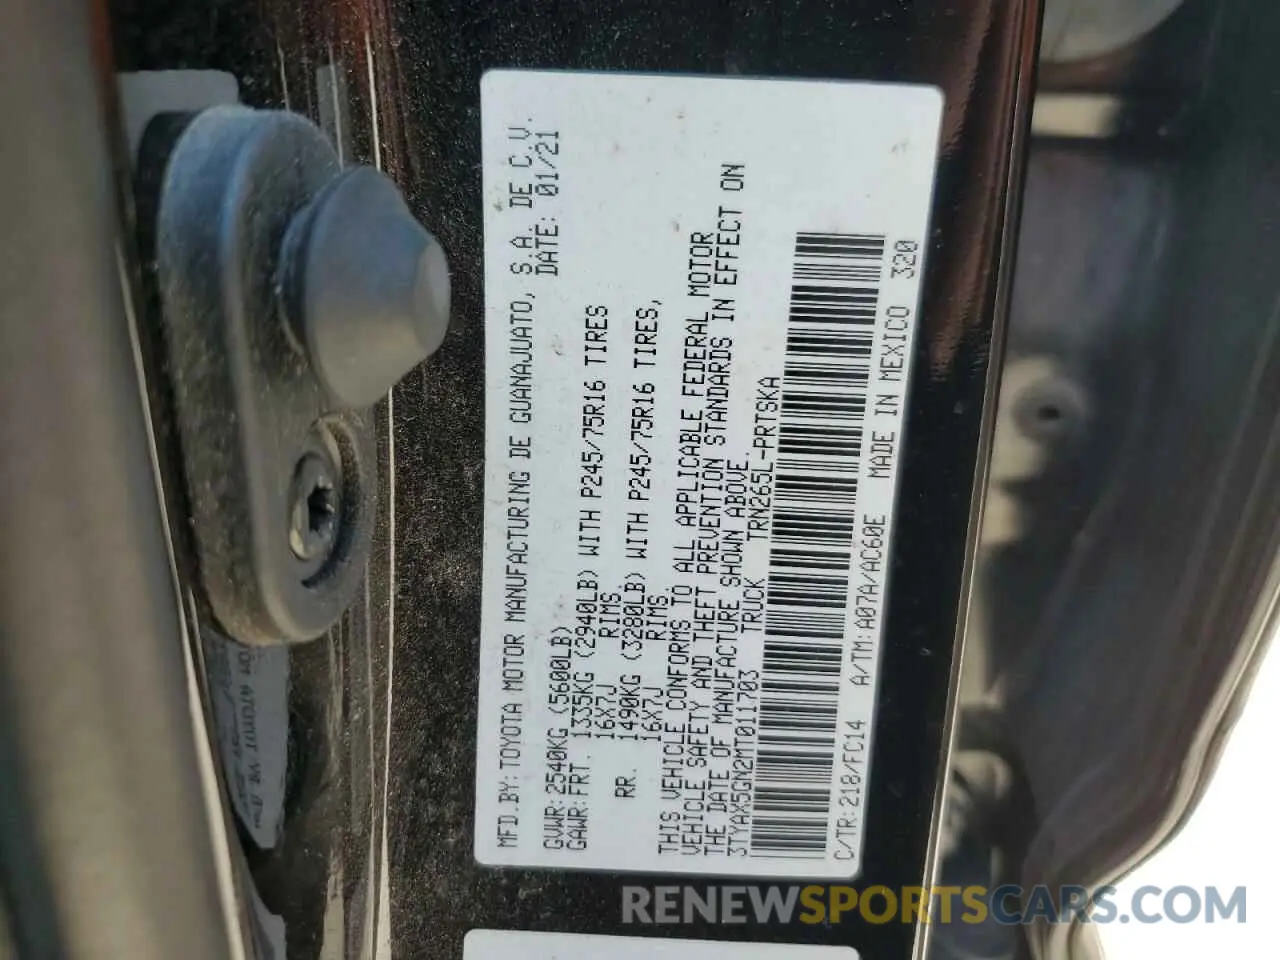 MFD.BY: TOYOTA MOTOR MANUFACTURING DE GUANAJUATO, S.A. DE C.V.
DATE: 01/21
GVWR: 2540KG (5600LB)
GAWR: FRT. 1335KG (2940LB) WITH P245/75R16 TIRES
16X7J RIMS.
RR. 1490KG (3280LB) WITH P245/75R16 TIRES,
16X7J RIMS.
THIS VEHICLE CONFORMS TO ALL APPLICABLE FEDERAL MOTOR
VEHICLE SAFETY AND THEFT PREVENTION STANDARDS IN EFFECT ON
THE DATE OF MANUFACTURE SHOWN ABOVE.
3TYAX5GN2MT011703 TRUCK TRN265L-PRTSKA
C/TR: 218/FC14 A/TM: A07A/AC60E MADE IN MEXICO 320
RENEWSPORTSCARS.COM